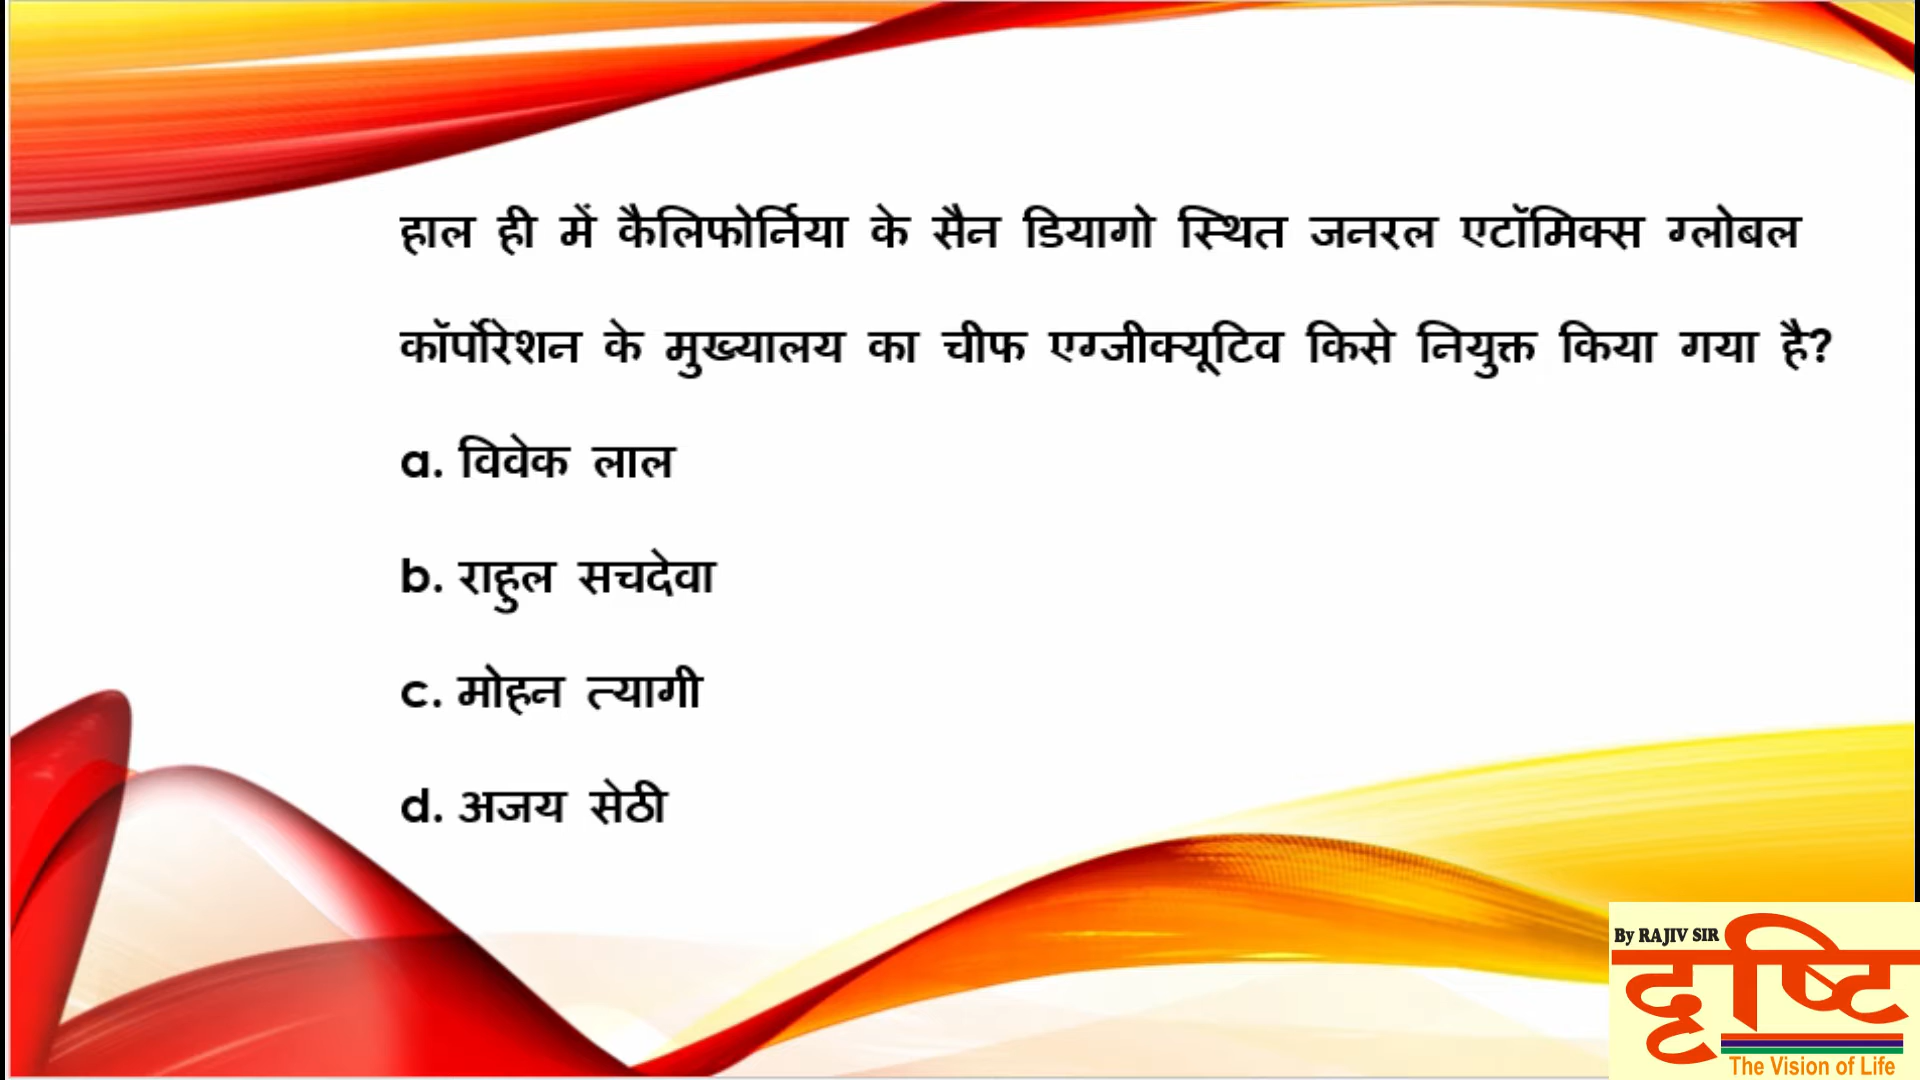 हाल ही में कैलिफोर्निया के सैन डियागो स्थित जनरल एटॉमिक्स ग्लोबल
कॉर्पोरेशन के मुख्यालय का चीफ एग्जीक्यूटिव किसे नियुक्त किया गया है?
a. विवेक लाल
b. राहुल सचदेवा
c. मोहन त्यागी
d. अजय सेठी
By RAJIV SIR
दृष्टि
The Vision of Life